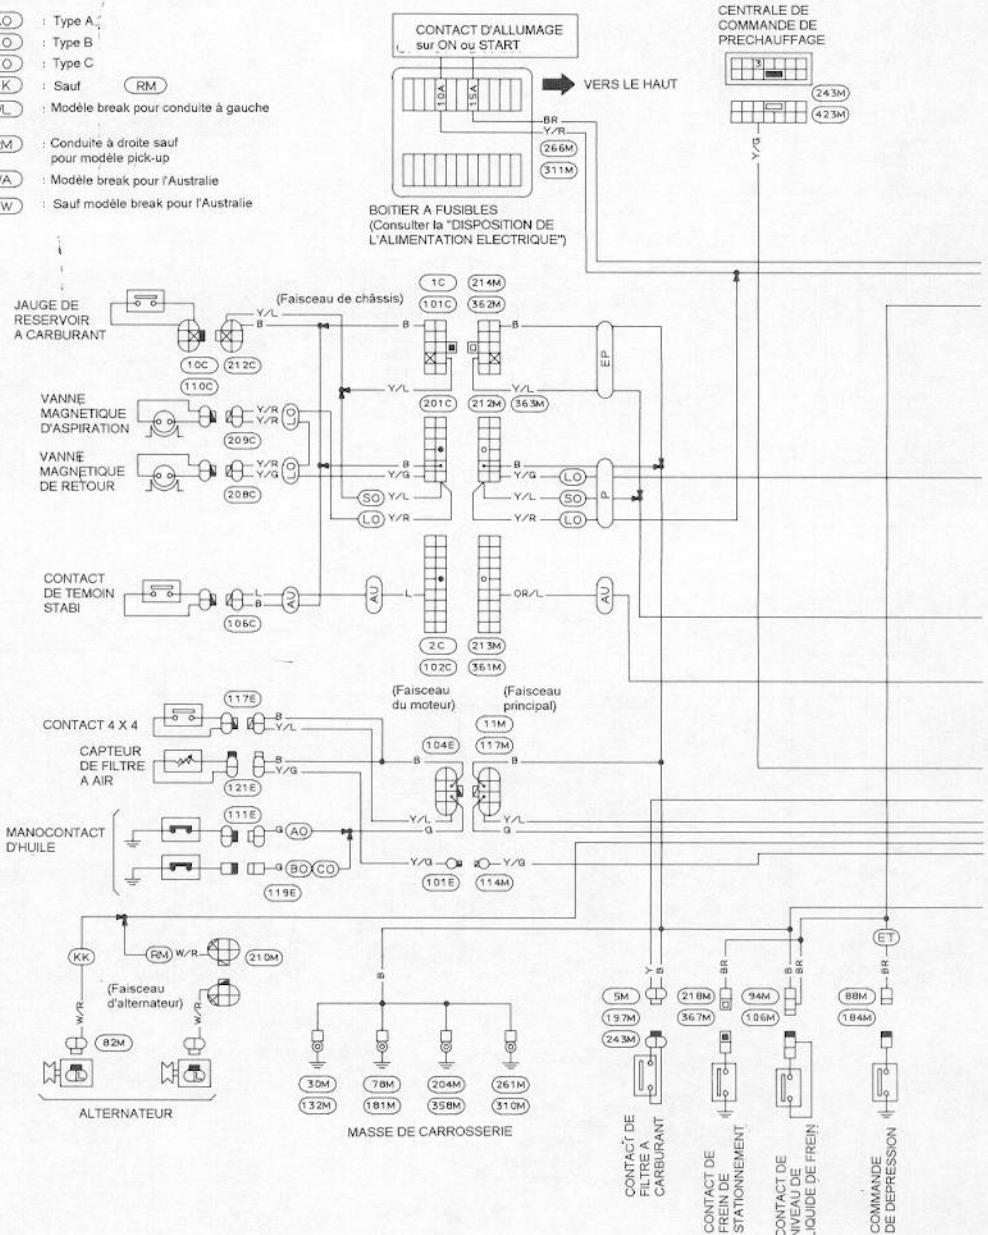 : Type A
: Type B
: Type C
: Sauf RM
: Modèle break pour conduite à gauche
: Conduite à droite sauf
pour modèle pick-up
: Modèle break pour l'Australie
: Sauf modèle break pour l'Australie
CONTACT D'ALLUMAGE
sur ON ou START
10A
15A
VERS LE HAUT
BR
Y/R
266M
311M
BOITIER A FUSIBLES
(Consulter la "DISPOSITION DE
L'ALIMENTATION ELECTRIQUE")
CENTRALE DE
COMMANDE DE
PRECHAUFFAGE
3
243M
423M
Y/G
JAUGE DE
RESERVOIR
A CARBURANT
10C 212C
110C
Y/L
B
(Faisceau de châssis)
1C 214M
101C 362M
B B
EP
Y/L Y/L
201C 212M 363M
VANNE
MAGNETIQUE
D'ASPIRATION
Y/R
Y/R
LO
209C
VANNE
MAGNETIQUE
DE RETOUR
Y/R
Y/G
LO
208C
B B
Y/G Y/G LO
SO Y/L Y/L SO
P
LO Y/R Y/R LO
CONTACT
DE TEMOIN
STABI
L
B
AU
106C
AU L OR/L AU
2C 213M
102C 361M
(Faisceau
du moteur)
(Faisceau
principal)
11M
104E 117M
CONTACT 4 X 4
117E
B
Y/L
CAPTEUR
DE FILTRE
A AIR
B
Y/G
121E
B B
MANOCONTACT
D'HUILE
111E
G AO
Y/L Y/L
G G
G BO CO
119E
Y/G Y/G
101E 114M
KK
RM W/R 210M
(Faisceau
d'alternateur)
W/R W/R
82M
ALTERNATEUR
B
30M 78M 204M 261M
132M 181M 358M 310M
MASSE DE CARROSSERIE
Y B
5M
197M
243M
CONTACT DE
FILTRE A
CARBURANT
BR
218M
367M
CONTACT DE
FREIN DE
STATIONNEMENT
B BR
94M
106M
CONTACT DE
NIVEAU DE
LIQUIDE DE FREIN
ET
BR
88M
184M
COMMANDE
DE DEPRESSION